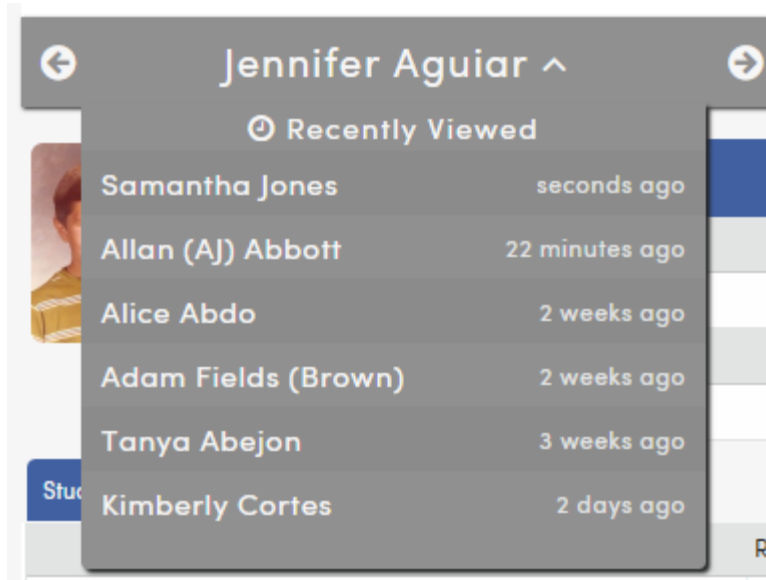 Jennifer Aguiar
Recently Viewed
Samantha Jones seconds ago
Allan (AJ) Abbott 22 minutes ago
Alice Abdo 2 weeks ago
Adam Fields (Brown) 2 weeks ago
Tanya Abejon 3 weeks ago
Kimberly Cortes 2 days ago